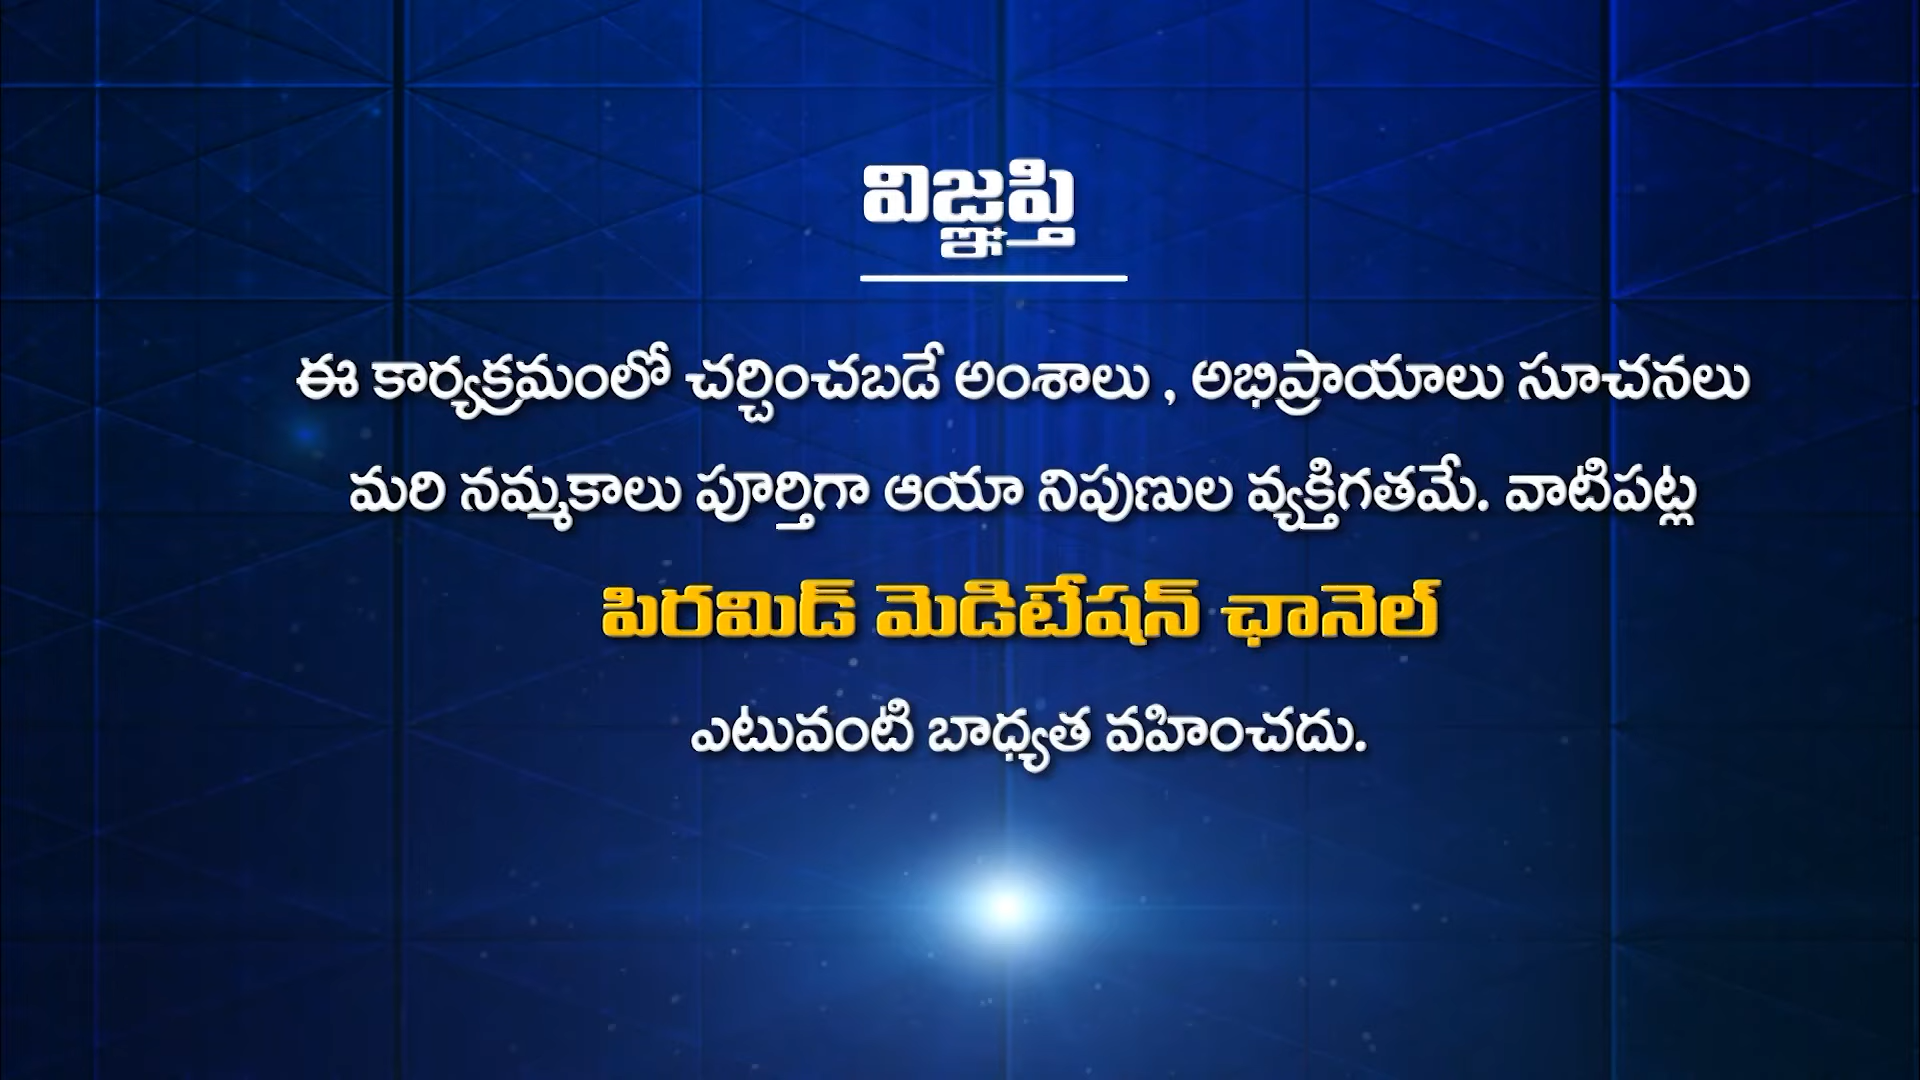 విజ్ఞప్తి
ఈ కార్యక్రమంలో చర్చించబడే అంశాలు , అభిప్రాయాలు సూచనలు
మరి నమ్మకాలు పూర్తిగా ఆయా నిపుణుల వ్యక్తిగతమే. వాటిపట్ల
పిరమిడ్ మెడిటేషన్ ఛానెల్
ఎటువంటి బాధ్యత వహించదు.